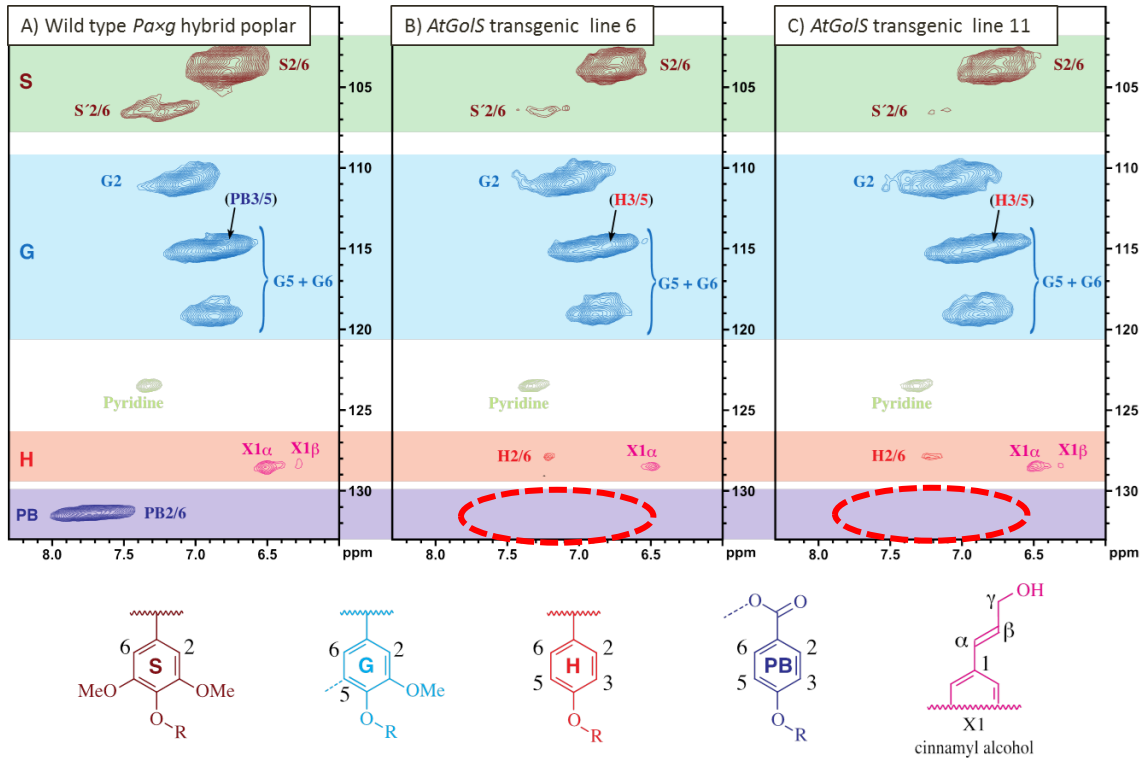 A) Wild type Pa×g hybrid poplar
B) AtGolS transgenic line 6
C) AtGolS transgenic line 11
S
S2/6
S´2/6
G2
(PB3/5)
G
G5 + G6
Pyridine
X1α
X1β
H
PB
PB2/6
8.0 7.5 7.0 6.5 ppm
105
110
115
120
125
130
S2/6
S´2/6
G2
(H3/5)
G5 + G6
Pyridine
H2/6
X1α
8.0 7.5 7.0 6.5 ppm
105
110
115
120
125
130
S2/6
S´2/6
G2
(H3/5)
G5 + G6
Pyridine
H2/6
X1α
X1β
8.0 7.5 7.0 6.5 ppm
105
110
115
120
125
130
6 2
S
MeO OMe
O
R
6 2
G
5
OMe
O
R
6 2
H
5 3
O
R
O O
6 2
PB
5 3
O
R
OH
γ
α β
1
X1
cinnamyl alcohol